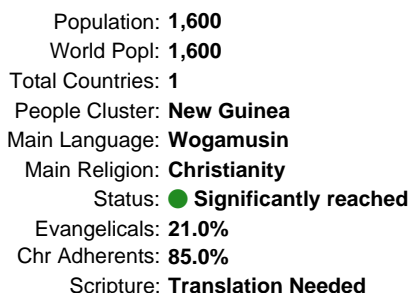 Population: 1,600
World Popl: 1,600
Total Countries: 1
People Cluster: New Guinea
Main Language: Wogamusin
Main Religion: Christianity
Status: Significantly reached
Evangelicals: 21.0%
Chr Adherents: 85.0%
Scripture: Translation Needed